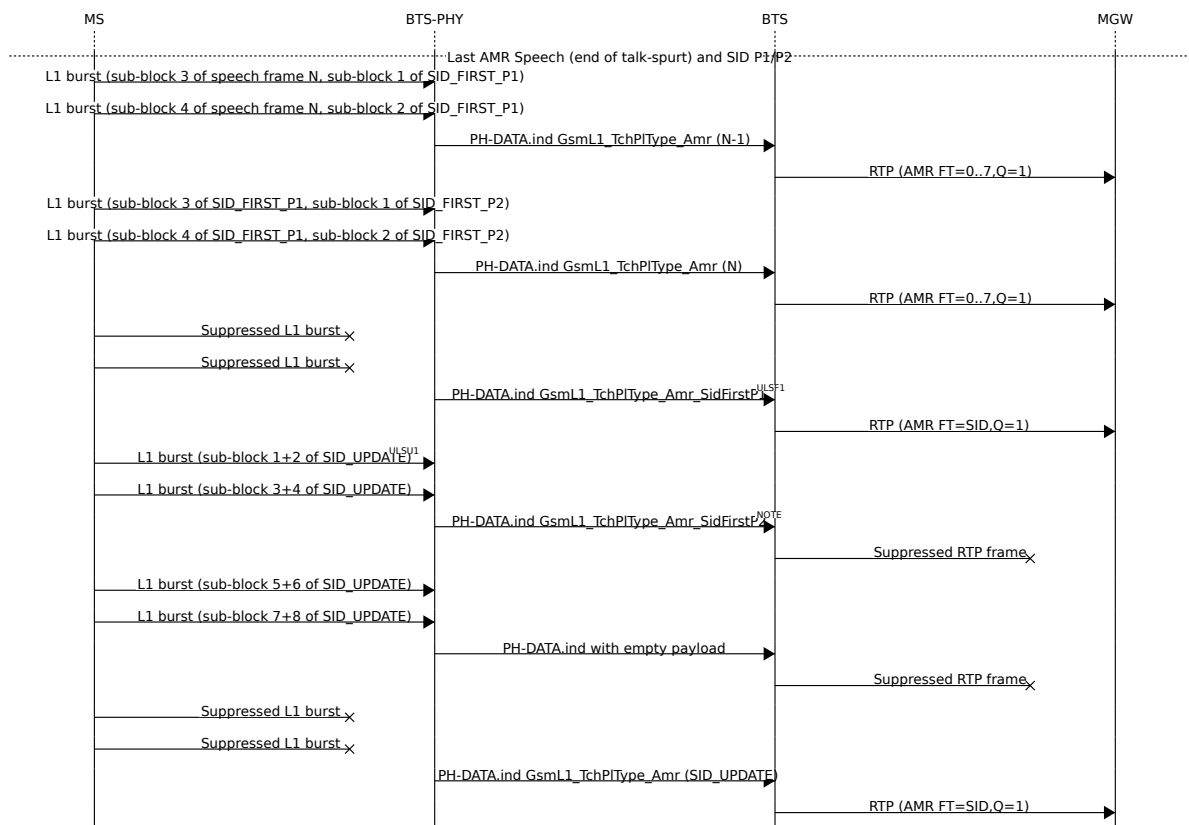 MS BTS-PHY BTS MGW
Last AMR Speech (end of talk-spurt) and SID P1/P2
L1 burst (sub-block 3 of speech frame N, sub-block 1 of SID_FIRST_P1)
L1 burst (sub-block 4 of speech frame N, sub-block 2 of SID_FIRST_P1)
PH-DATA.ind GsmL1_TchPlType_Amr (N-1)
RTP (AMR FT=0..7,Q=1)
L1 burst (sub-block 3 of SID_FIRST_P1, sub-block 1 of SID_FIRST_P2)
L1 burst (sub-block 4 of SID_FIRST_P1, sub-block 2 of SID_FIRST_P2)
PH-DATA.ind GsmL1_TchPlType_Amr (N)
RTP (AMR FT=0..7,Q=1)
Suppressed L1 burst
Suppressed L1 burst
PH-DATA.ind GsmL1_TchPlType_Amr_SidFirstP1 ULSF1
RTP (AMR FT=SID,Q=1)
L1 burst (sub-block 1+2 of SID_UPDATE) ULSU1
L1 burst (sub-block 3+4 of SID_UPDATE)
PH-DATA.ind GsmL1_TchPlType_Amr_SidFirstP2 NOTE
Suppressed RTP frame
L1 burst (sub-block 5+6 of SID_UPDATE)
L1 burst (sub-block 7+8 of SID_UPDATE)
PH-DATA.ind with empty payload
Suppressed RTP frame
Suppressed L1 burst
Suppressed L1 burst
PH-DATA.ind GsmL1_TchPlType_Amr (SID_UPDATE)
RTP (AMR FT=SID,Q=1)